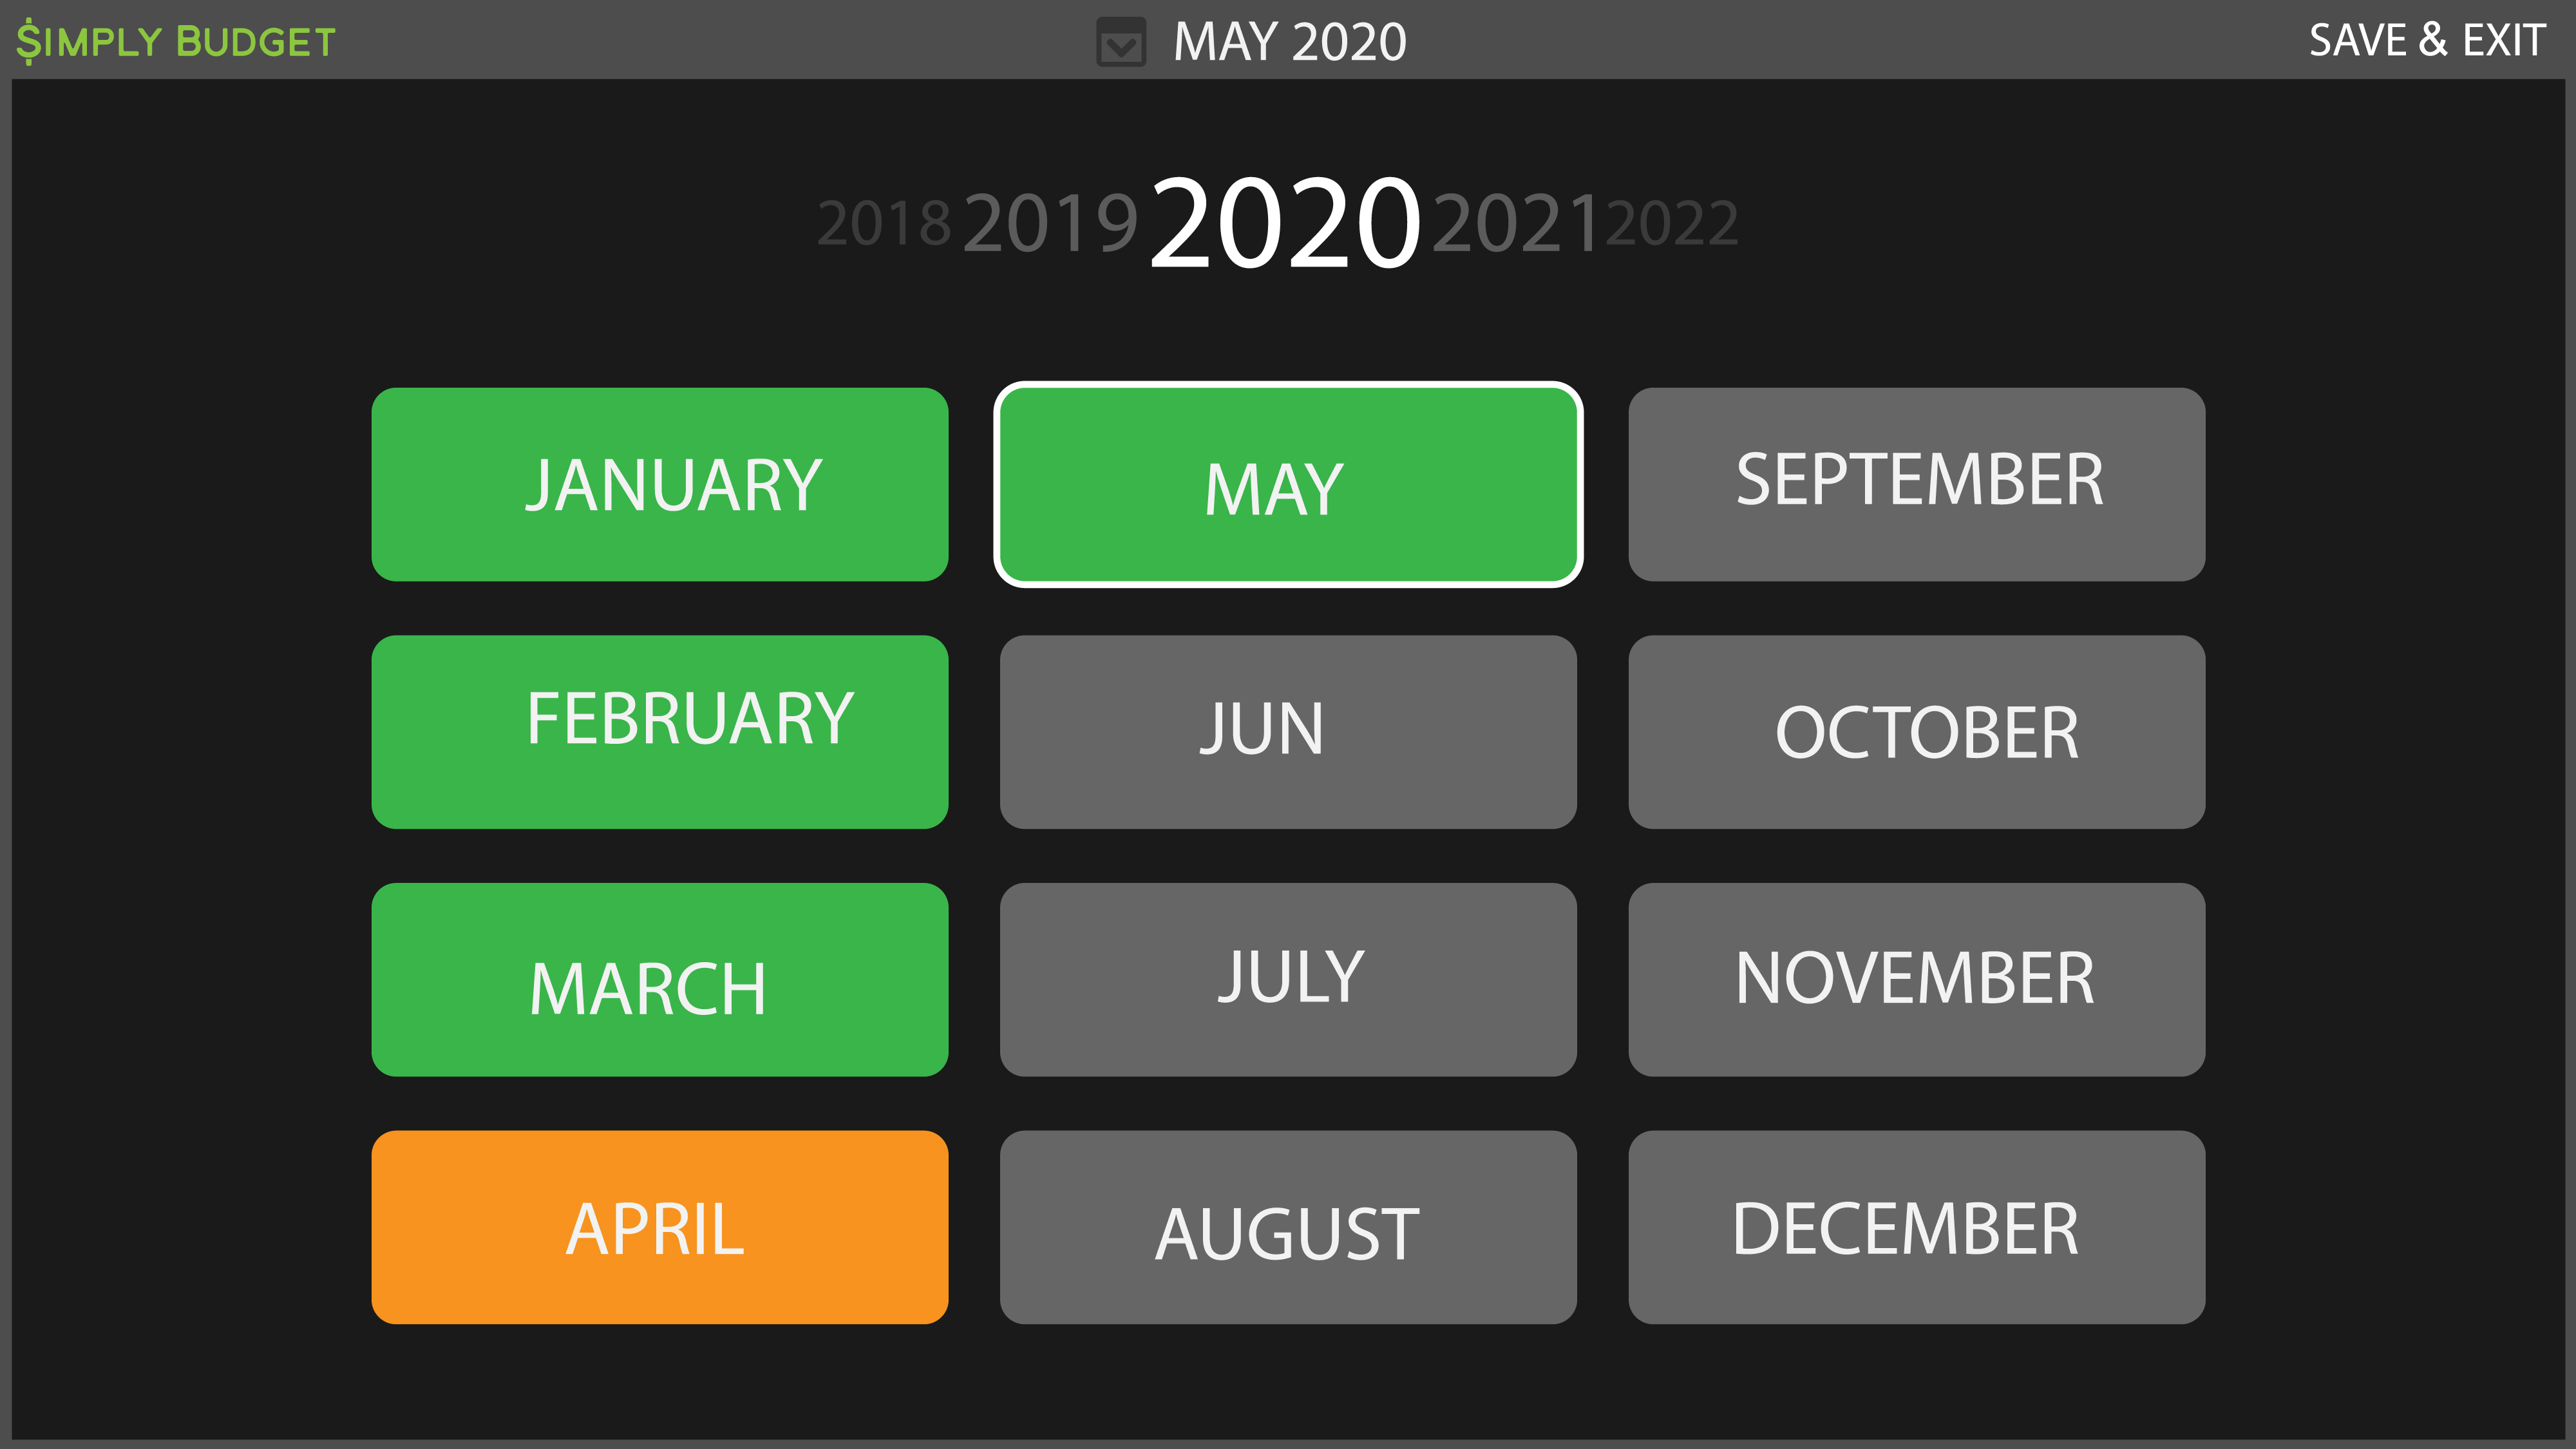 $IMPLY BUDGET
MAY 2020
SAVE & EXIT
2018 2019 2020 2021 2022
JANUARY
MAY
SEPTEMBER
FEBRUARY
JUN
OCTOBER
MARCH
JULY
NOVEMBER
APRIL
AUGUST
DECEMBER